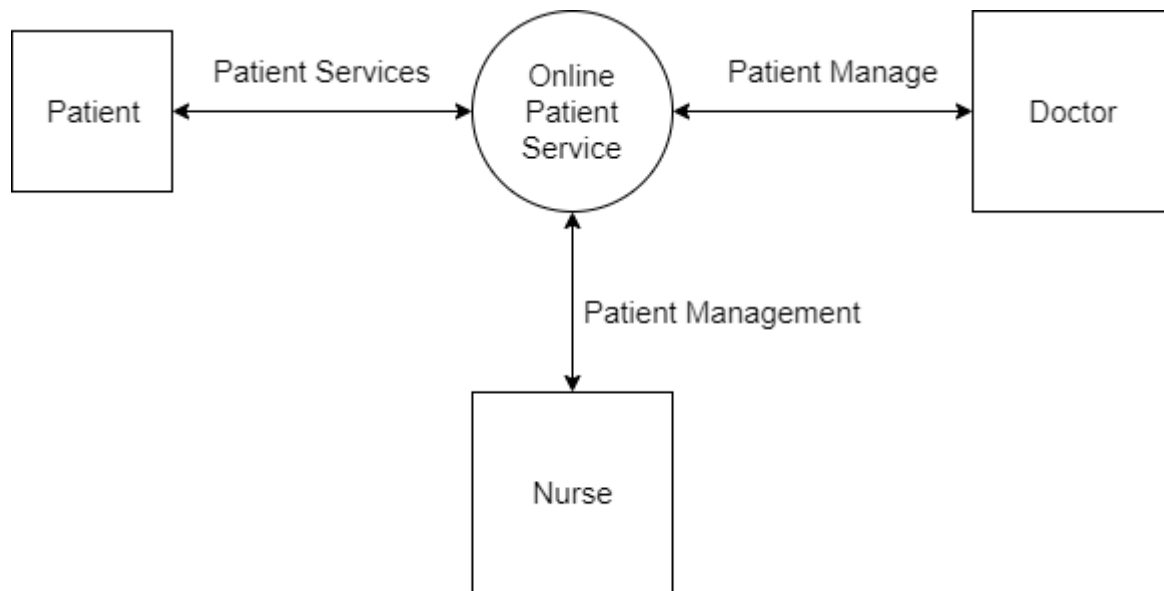 Patient
Patient Services
Online
Patient
Service
Patient Manage
Doctor
Patient Management
Nurse